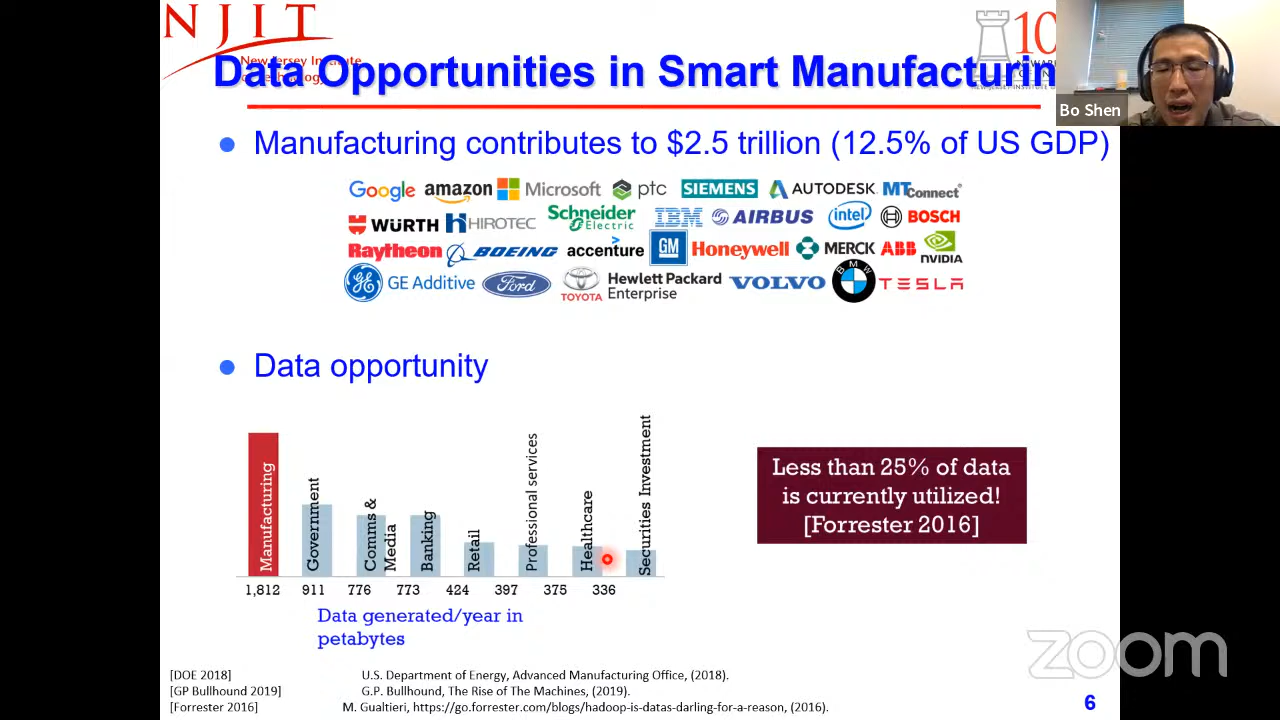 NJIT
New Jersey Institute
of Technology
10
Data Opportunities in Smart Manufacturin
Bo Shen
Manufacturing contributes to $2.5 trillion (12.5% of US GDP)
Google amazon Microsoft ptc SIEMENS AUTODESK MTConnect®
WÜRTH HIROTEC Schneider Electric IBM AIRBUS intel BOSCH
Raytheon BOEING accenture GM Honeywell MERCK ABB NVIDIA
GE GE Additive Ford TOYOTA Hewlett Packard Enterprise VOLVO BMW TESLA
Data opportunity
Manufacturing
Government
Comms &
Media
Banking
Retail
Professional services
Healthcare
Securities Investment
1,812 911 776 773 424 397 375 336
Data generated/year in
petabytes
Less than 25% of data
is currently utilized!
[Forrester 2016]
[DOE 2018] U.S. Department of Energy, Advanced Manufacturing Office, (2018).
[GP Bullhound 2019] G.P. Bullhound, The Rise of The Machines, (2019).
[Forrester 2016] M. Gualtieri, https://go.forrester.com/blogs/hadoop-is-datas-darling-for-a-reason, (2016).
zoom
6